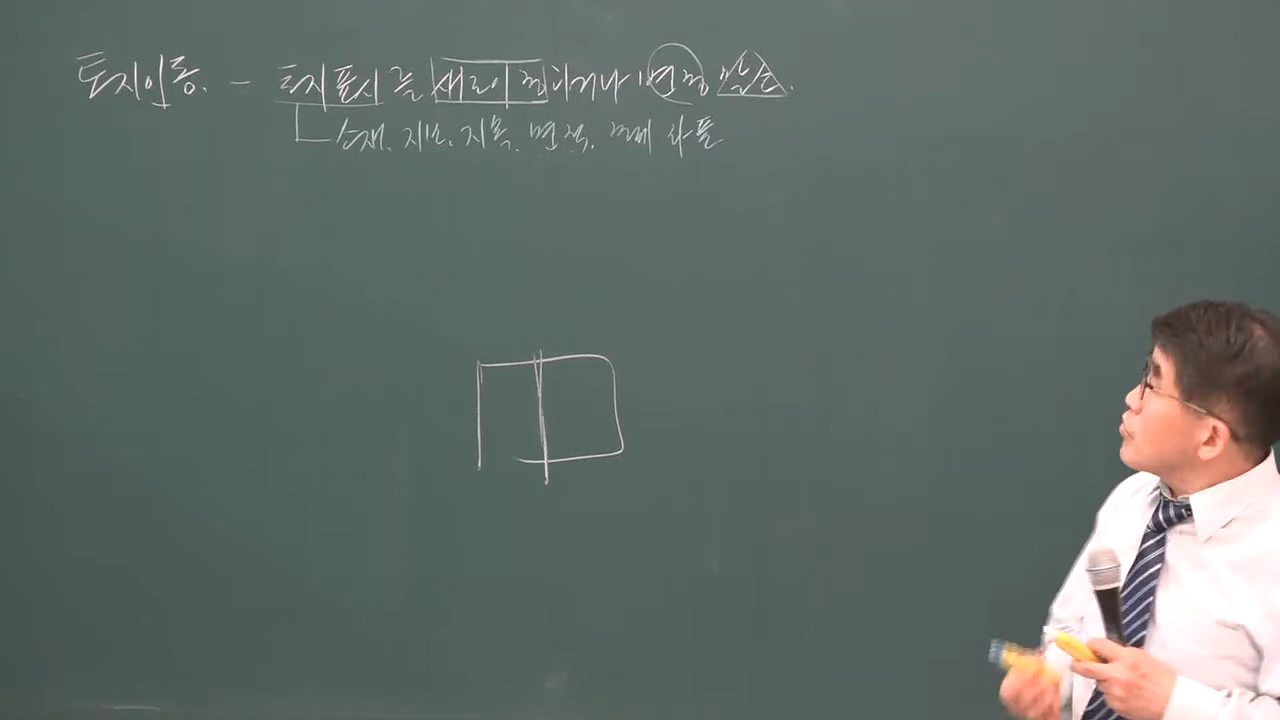 토지이동. - 토지표시를 새로이 정하거나 변경 말소.
소재, 지번, 지목, 면적, 경계 좌표